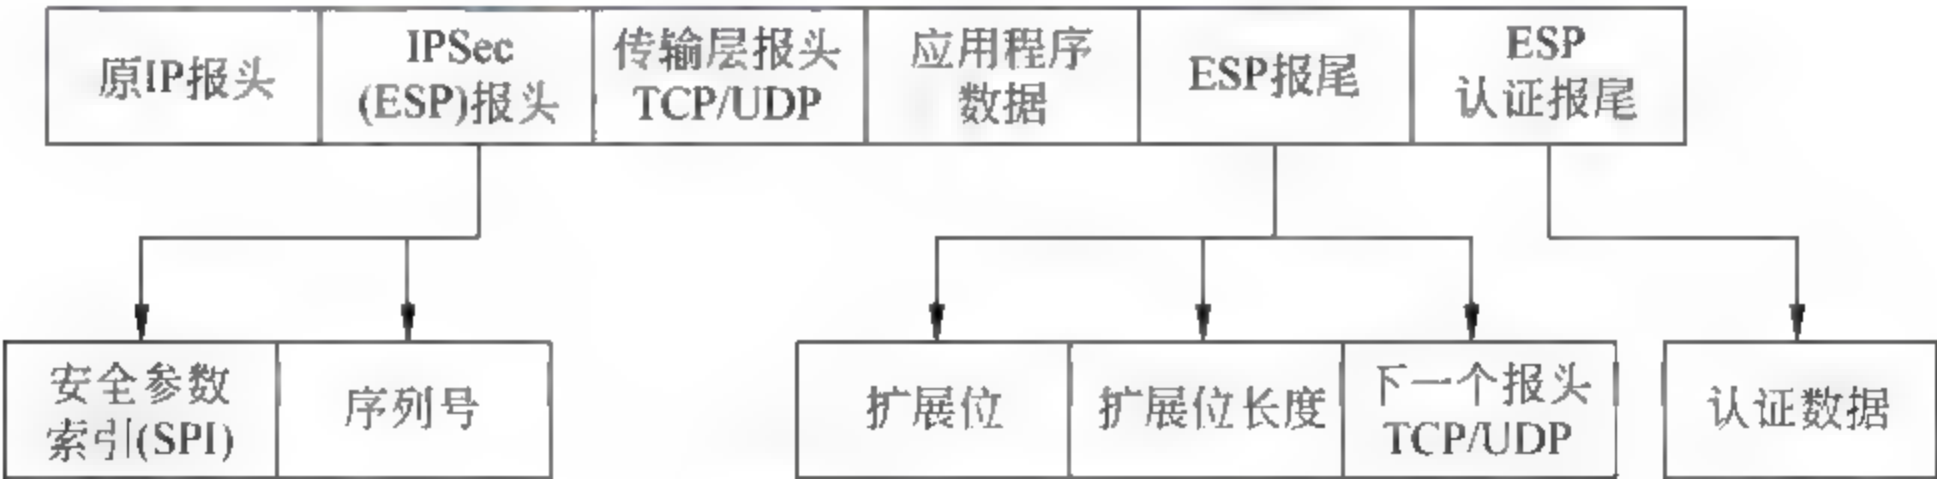 原IP报头
IPSec
(ESP)报头
传输层报头
TCP/UDP
应用程序
数据
ESP报尾
ESP
认证报尾
安全参数
索引(SPI)
序列号
扩展位
扩展位长度
下一个报头
TCP/UDP
认证数据